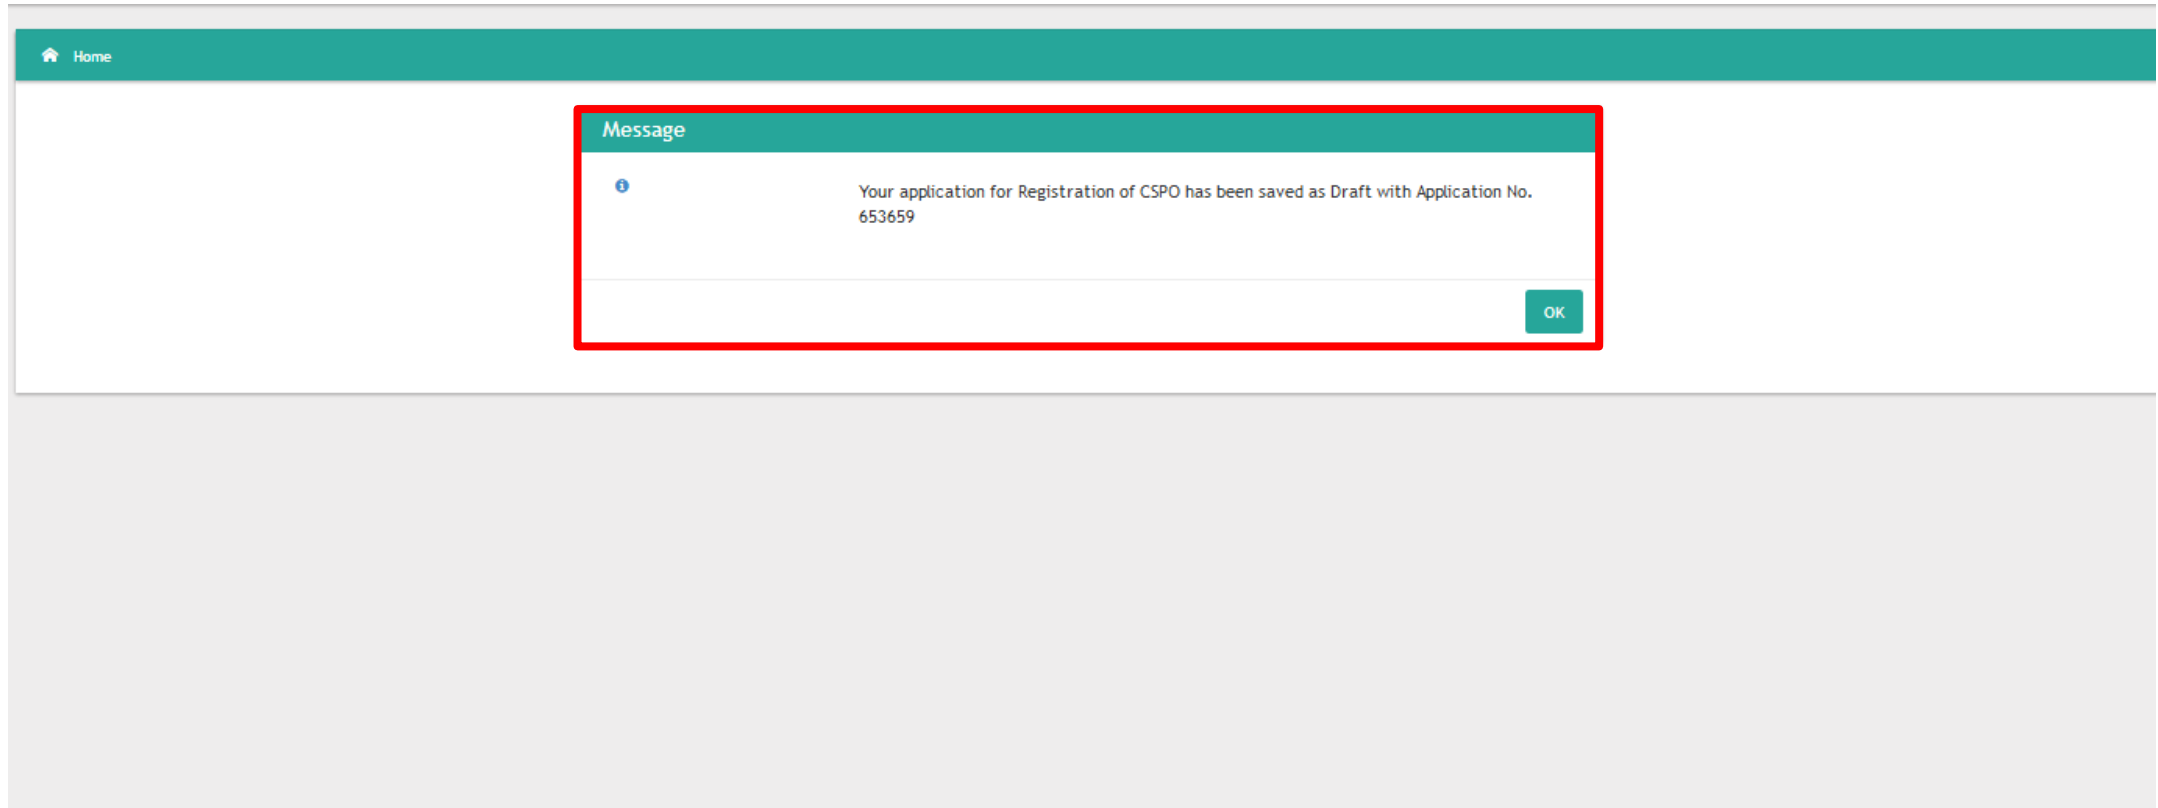 Home
Message
Your application for Registration of CSPO has been saved as Draft with Application No.
653659
OK